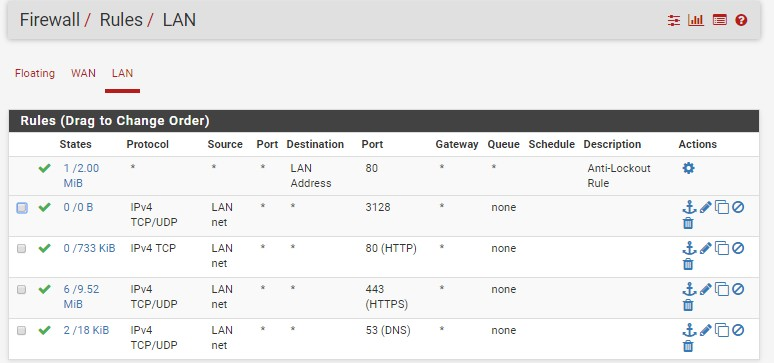 Firewall / Rules / LAN
Floating WAN LAN
Rules (Drag to Change Order)
States Protocol Source Port Destination Port Gateway Queue Schedule Description Actions
1 /2.00 * * * LAN 80 * * Anti-Lockout
MiB Address Rule
0 /0 B IPv4 LAN * * 3128 * none
TCP/UDP net
0 /733 KiB IPv4 TCP LAN * * 80 (HTTP) * none
net
6 /9.52 IPv4 LAN * * 443 * none
MiB TCP/UDP net (HTTPS)
2 /18 KiB IPv4 LAN * * 53 (DNS) * none
TCP/UDP net